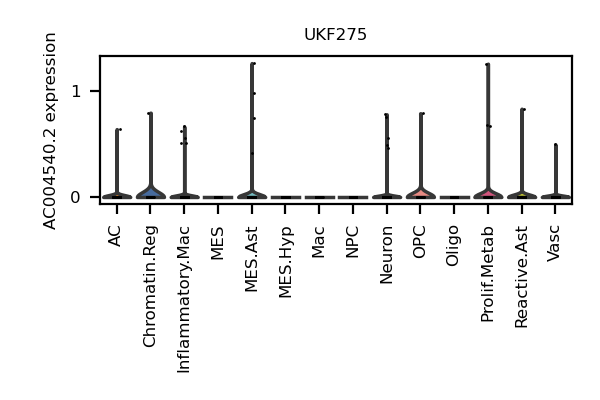 UKF275
AC004540.2 expression
1
0
AC
Chromatin.Reg
Inflammatory.Mac
MES
MES.Ast
MES.Hyp
Mac
NPC
Neuron
OPC
Oligo
Prolif.Metab
Reactive.Ast
Vasc